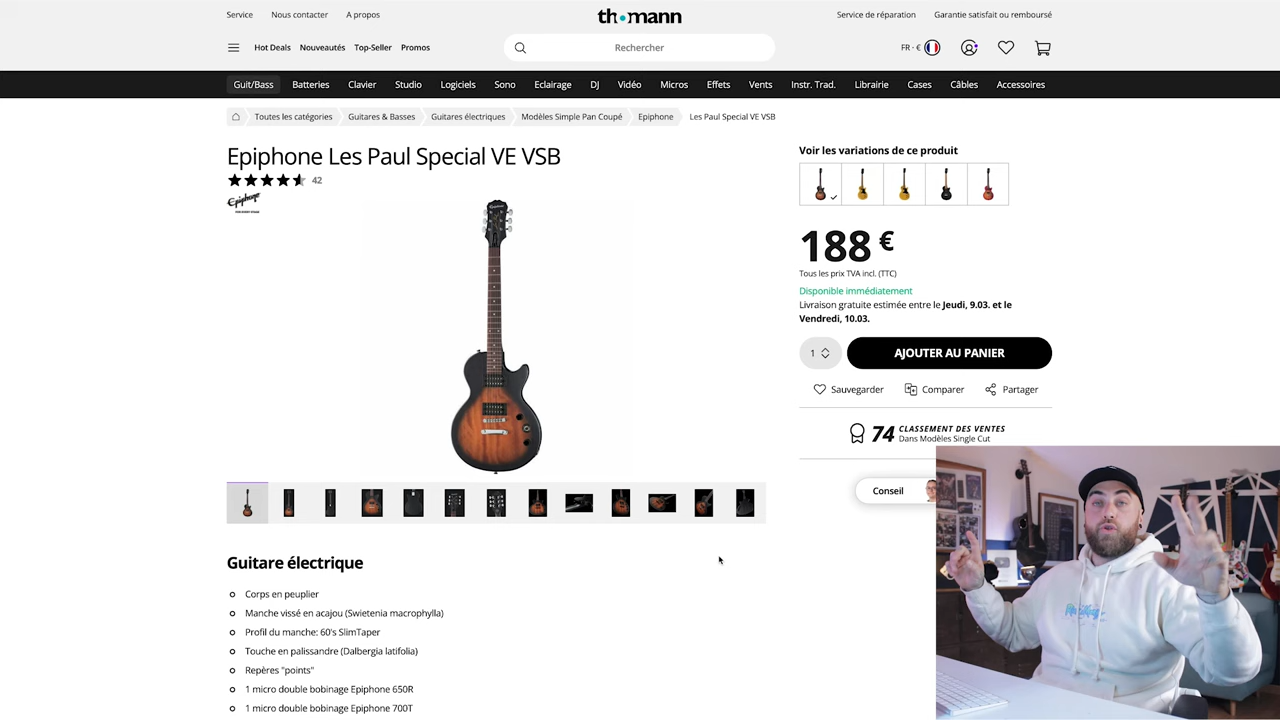 Service
Nous contacter
A propos
th•mann
Service de réparation
Garantie satisfait ou remboursé
Hot Deals
Nouveautés
Top-Seller
Promos
Rechercher
FR · €
Guit/Bass
Batteries
Clavier
Studio
Logiciels
Sono
Eclairage
DJ
Vidéo
Micros
Effets
Vents
Instr. Trad.
Librairie
Cases
Câbles
Accessoires
Toutes les catégories
Guitares & Basses
Guitares électriques
Modèles Simple Pan Coupé
Epiphone
Les Paul Special VE VSB
Epiphone Les Paul Special VE VSB
42
Epiphone
FOR EVERY STAGE
Voir les variations de ce produit
188 €
Tous les prix TVA incl. (TTC)
Disponible immédiatement
Livraison gratuite estimée entre le Jeudi, 9.03. et le
Vendredi, 10.03.
1
AJOUTER AU PANIER
Sauvegarder
Comparer
Partager
74
CLASSEMENT DES VENTES
Dans Modèles Single Cut
Conseil
Guitare électrique
Corps en peuplier
Manche vissé en acajou (Swietenia macrophylla)
Profil du manche: 60's SlimTaper
Touche en palissandre (Dalbergia latifolia)
Repères "points"
1 micro double bobinage Epiphone 650R
1 micro double bobinage Epiphone 700T